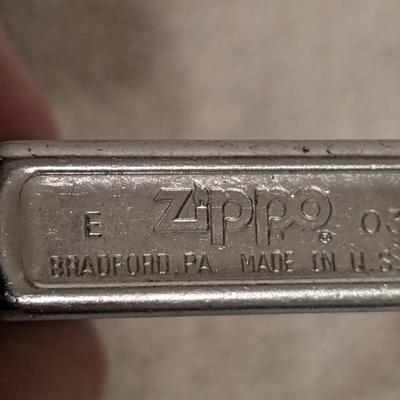 E Zippo® 03
BRADFORD, PA. MADE IN U.S.